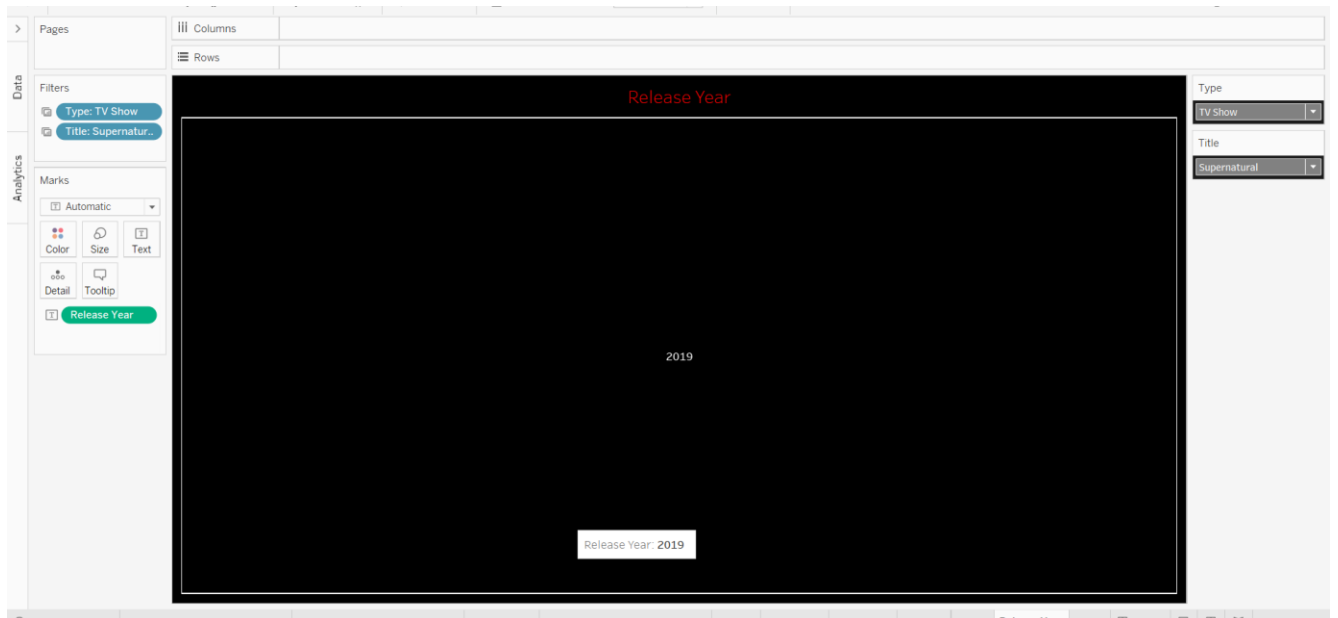 Pages
Columns
Rows
Data
Analytics
Filters
Type: TV Show
Title: Supernatur..
Marks
Automatic
Color
Size
Text
Detail
Tooltip
Release Year
Release Year
2019
Release Year: 2019
Type
TV Show
Title
Supernatural